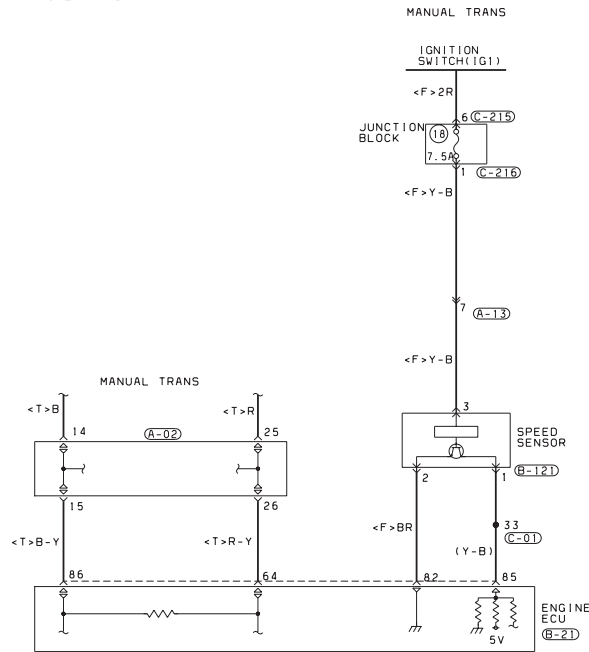 MANUAL TRANS
IGNITION
SWITCH(IG1)
<F>2R
6 C-215
JUNCTION
BLOCK
18
7.5A
1
C-216
<F>Y-B
7
A-13
<F>Y-B
MANUAL TRANS
<T>B
<T>R
3
14
A-02
25
SPEED
SENSOR
B-121
2
1
15
26
<F>BR
33
C-01
<T>B-Y
<T>R-Y
(Y-B)
86
64
82
85
ENGINE
ECU
B-21
5V